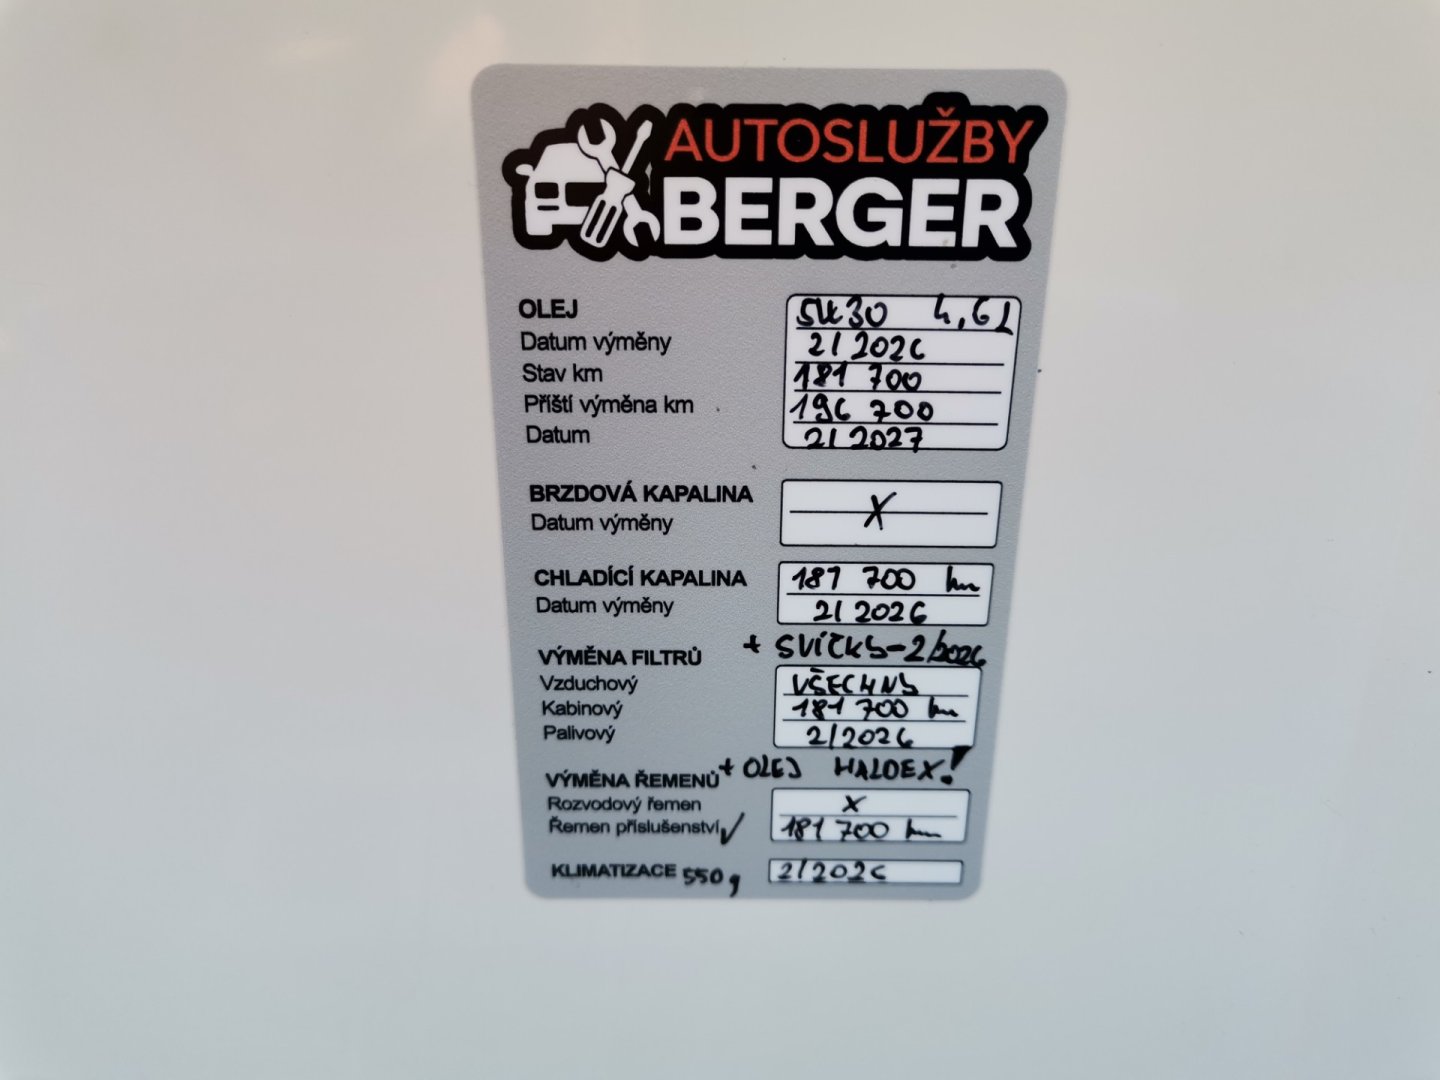 AUTOSLUŽBY
BERGER
OLEJ 5W30 4,6L
Datum výměny 2/2026
Stav km 181 700
Příští výměna km 196 700
Datum 2/2027
BRZDOVÁ KAPALINA X
Datum výměny
CHLADÍCÍ KAPALINA 181 700 km
Datum výměny 2/2026
+ SVÍČKY-2/2026
VÝMĚNA FILTRŮ
Vzduchový VŠECHNY
Kabinový 181 700 km
Palivový 2/2026
+ OLEJ HALDEX!
VÝMĚNA ŘEMENŮ
Rozvodový řemen X
Řemen příslušenství ✓ 181 700 km
KLIMATIZACE 550g 2/2026